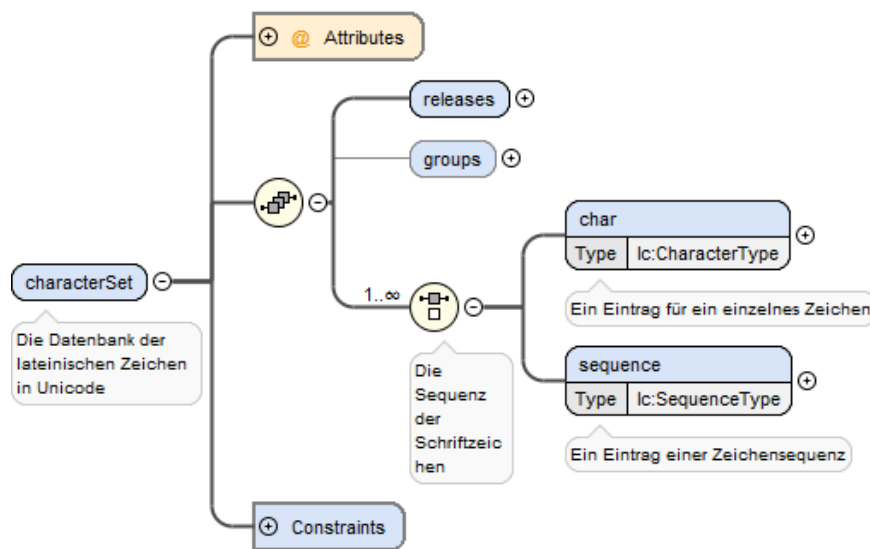 @ Attributes
releases
groups
char
Type lc:CharacterType
Ein Eintrag für ein einzelnes Zeichen
1..∞
characterSet
Die Datenbank der
lateinischen Zeichen
in Unicode
Die
Sequenz
der
Schriftzeic
hen
sequence
Type lc:SequenceType
Ein Eintrag einer Zeichensequenz
Constraints